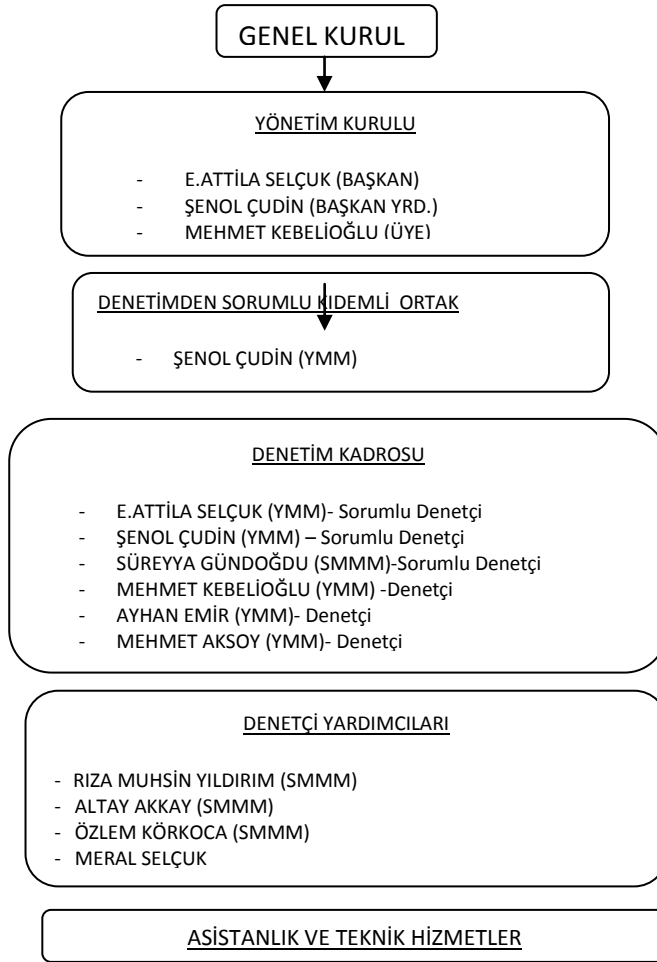 GENEL KURUL
YÖNETİM KURULU
- E.ATTİLA SELÇUK (BAŞKAN)
- ŞENOL ÇUDİN (BAŞKAN YRD.)
- MEHMET KEBELİOĞLU (ÜYE)
DENETİMDEN SORUMLU KIDEMLİ ORTAK
- ŞENOL ÇUDİN (YMM)
DENETİM KADROSU
- E.ATTİLA SELÇUK (YMM)- Sorumlu Denetçi
- ŞENOL ÇUDİN (YMM) – Sorumlu Denetçi
- SÜREYYA GÜNDOĞDU (SMMM)-Sorumlu Denetçi
- MEHMET KEBELİOĞLU (YMM) -Denetçi
- AYHAN EMİR (YMM)- Denetçi
- MEHMET AKSOY (YMM)- Denetçi
DENETÇİ YARDIMCILARI
- RIZA MUHSİN YILDIRIM (SMMM)
- ALTAY AKKAY (SMMM)
- ÖZLEM KÖRKOCA (SMMM)
- MERAL SELÇUK
ASİSTANLIK VE TEKNİK HİZMETLER